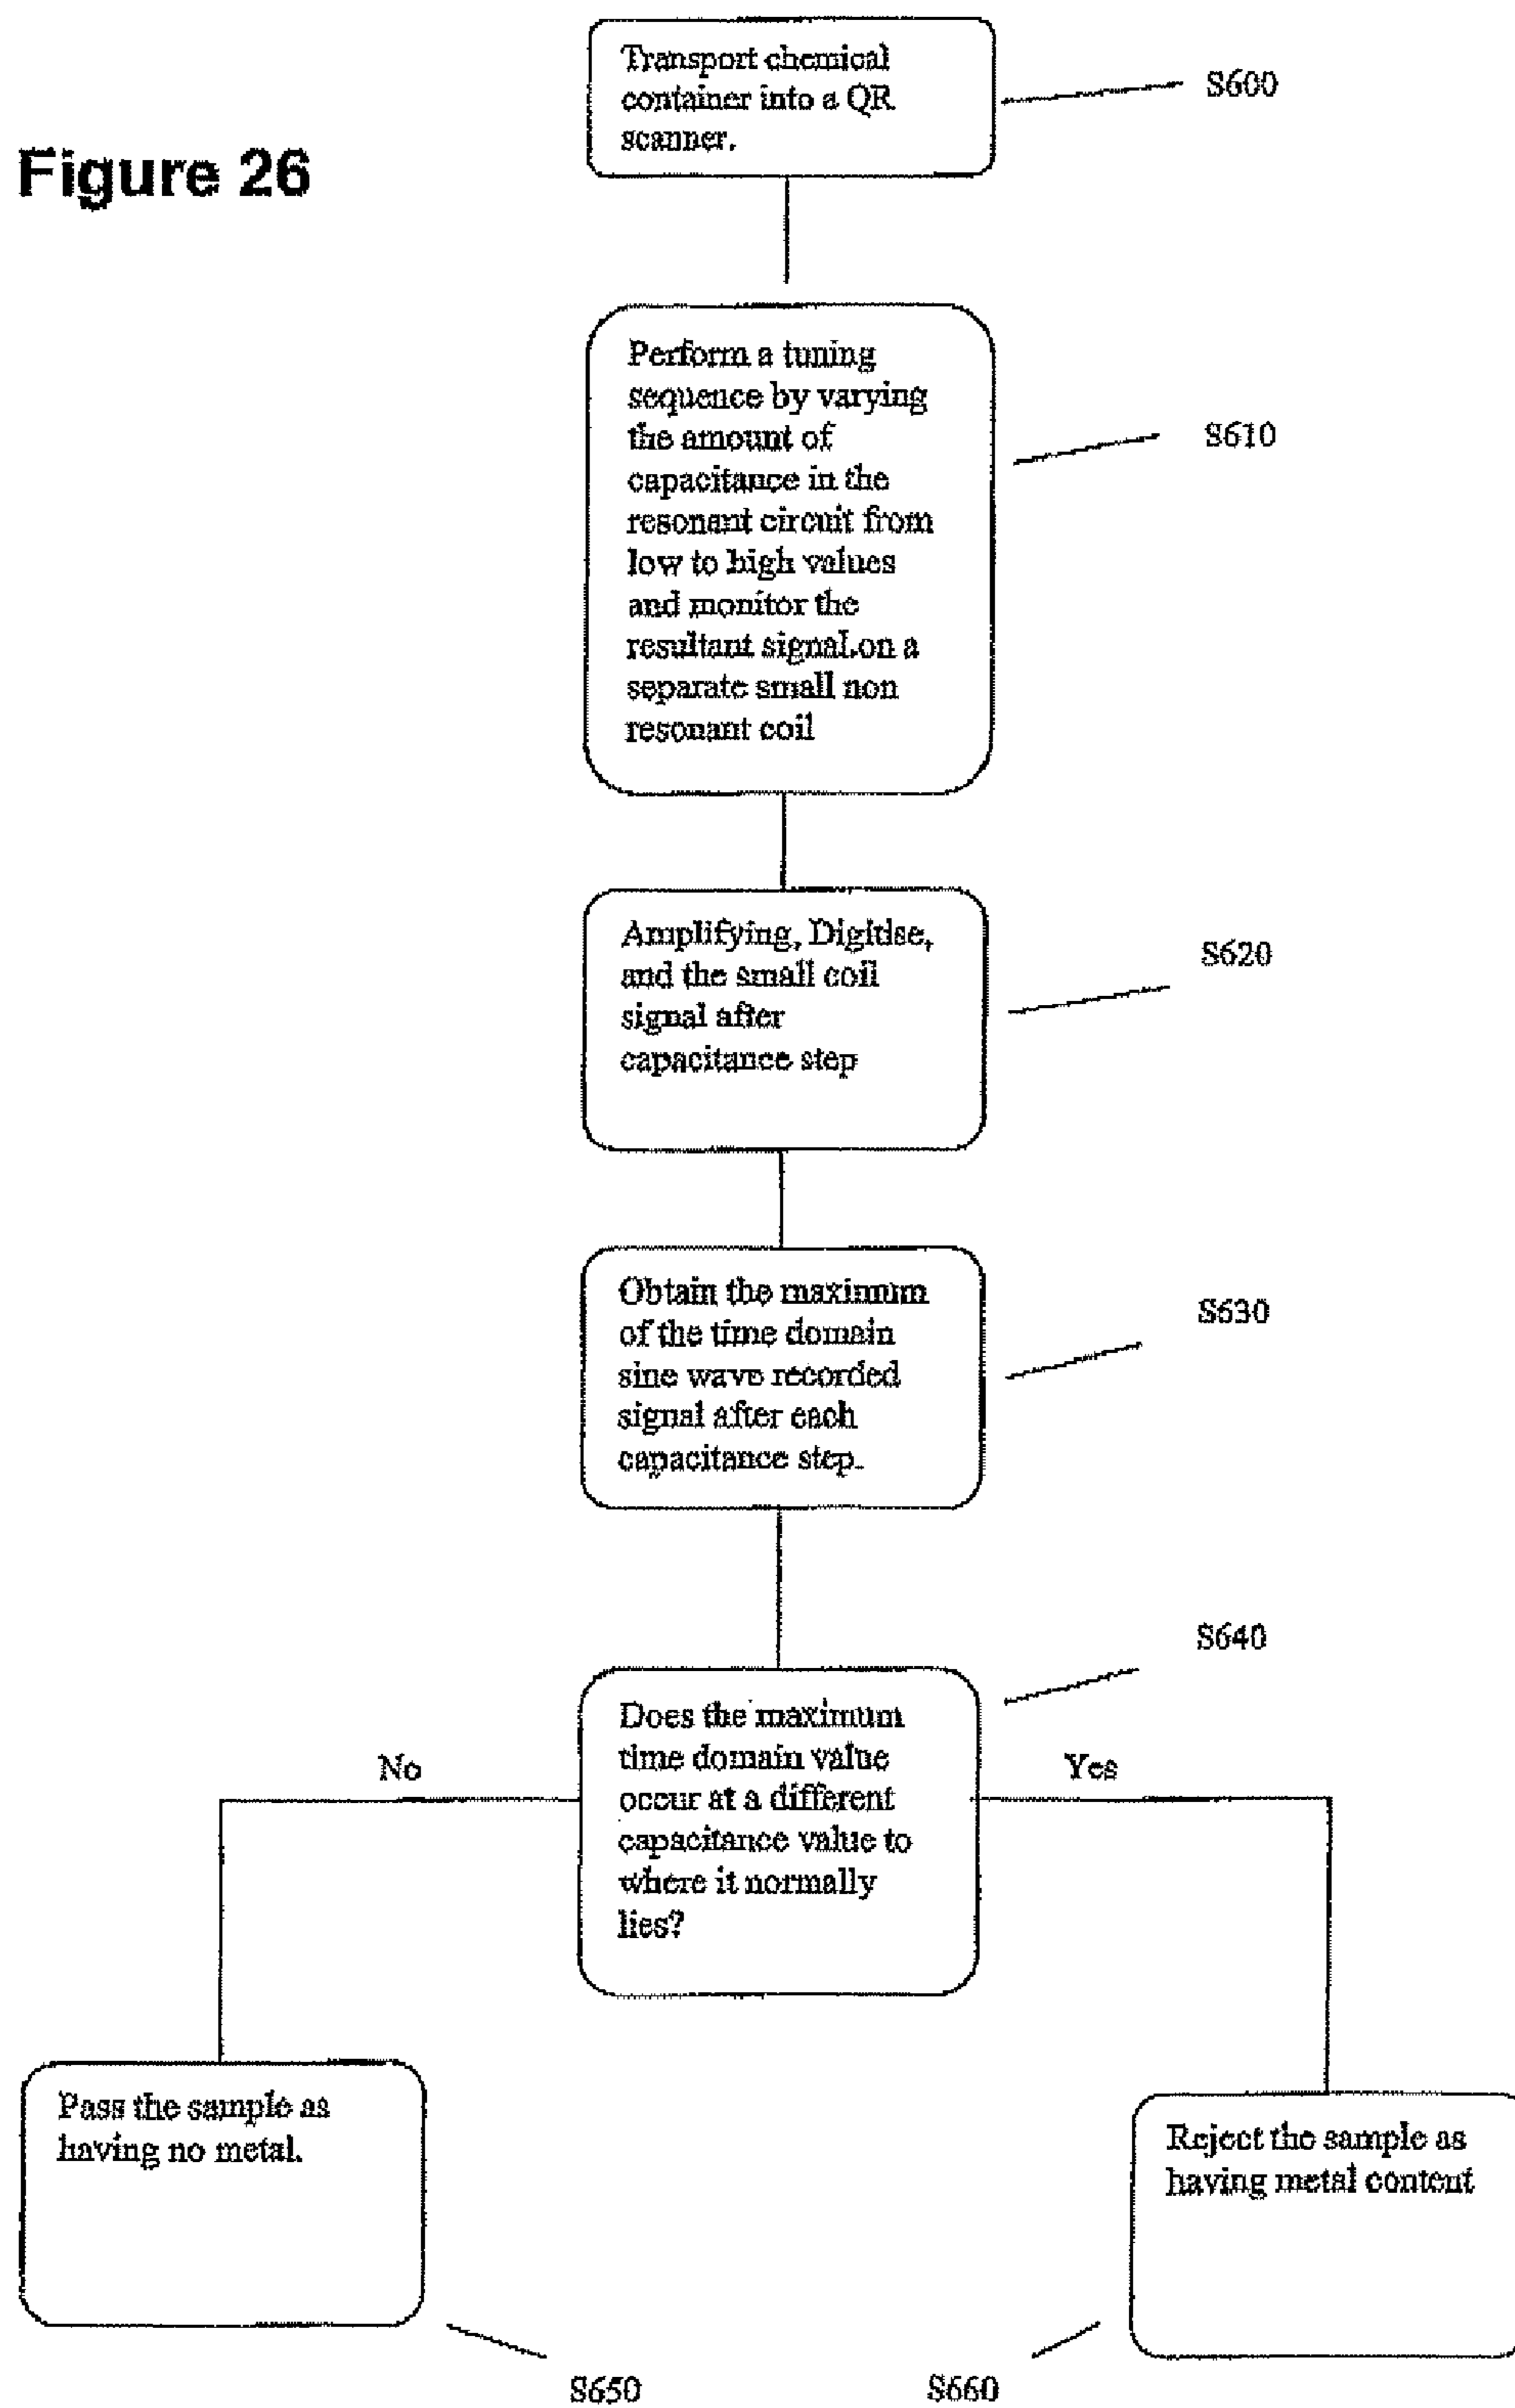 Figure 26
Transport chemical
container into a QR
scanner.
S600
Perform a tuning
sequence by varying
the amount of
capacitance in the
resonant circuit from
low to high values
and monitor the
resultant signal.on a
separate small non
resonant coil
S610
Amplifying, Digitise,
and the small coil
signal after
capacitance step
S620
Obtain the maximum
of the time domain
sine wave recorded
signal after each
capacitance step.
S630
Does the maximum
time domain value
occur at a different
capacitance value to
where it normally
lies?
S640
No
Yes
Pass the sample as
having no metal.
S650
Reject the sample as
having metal content
S660